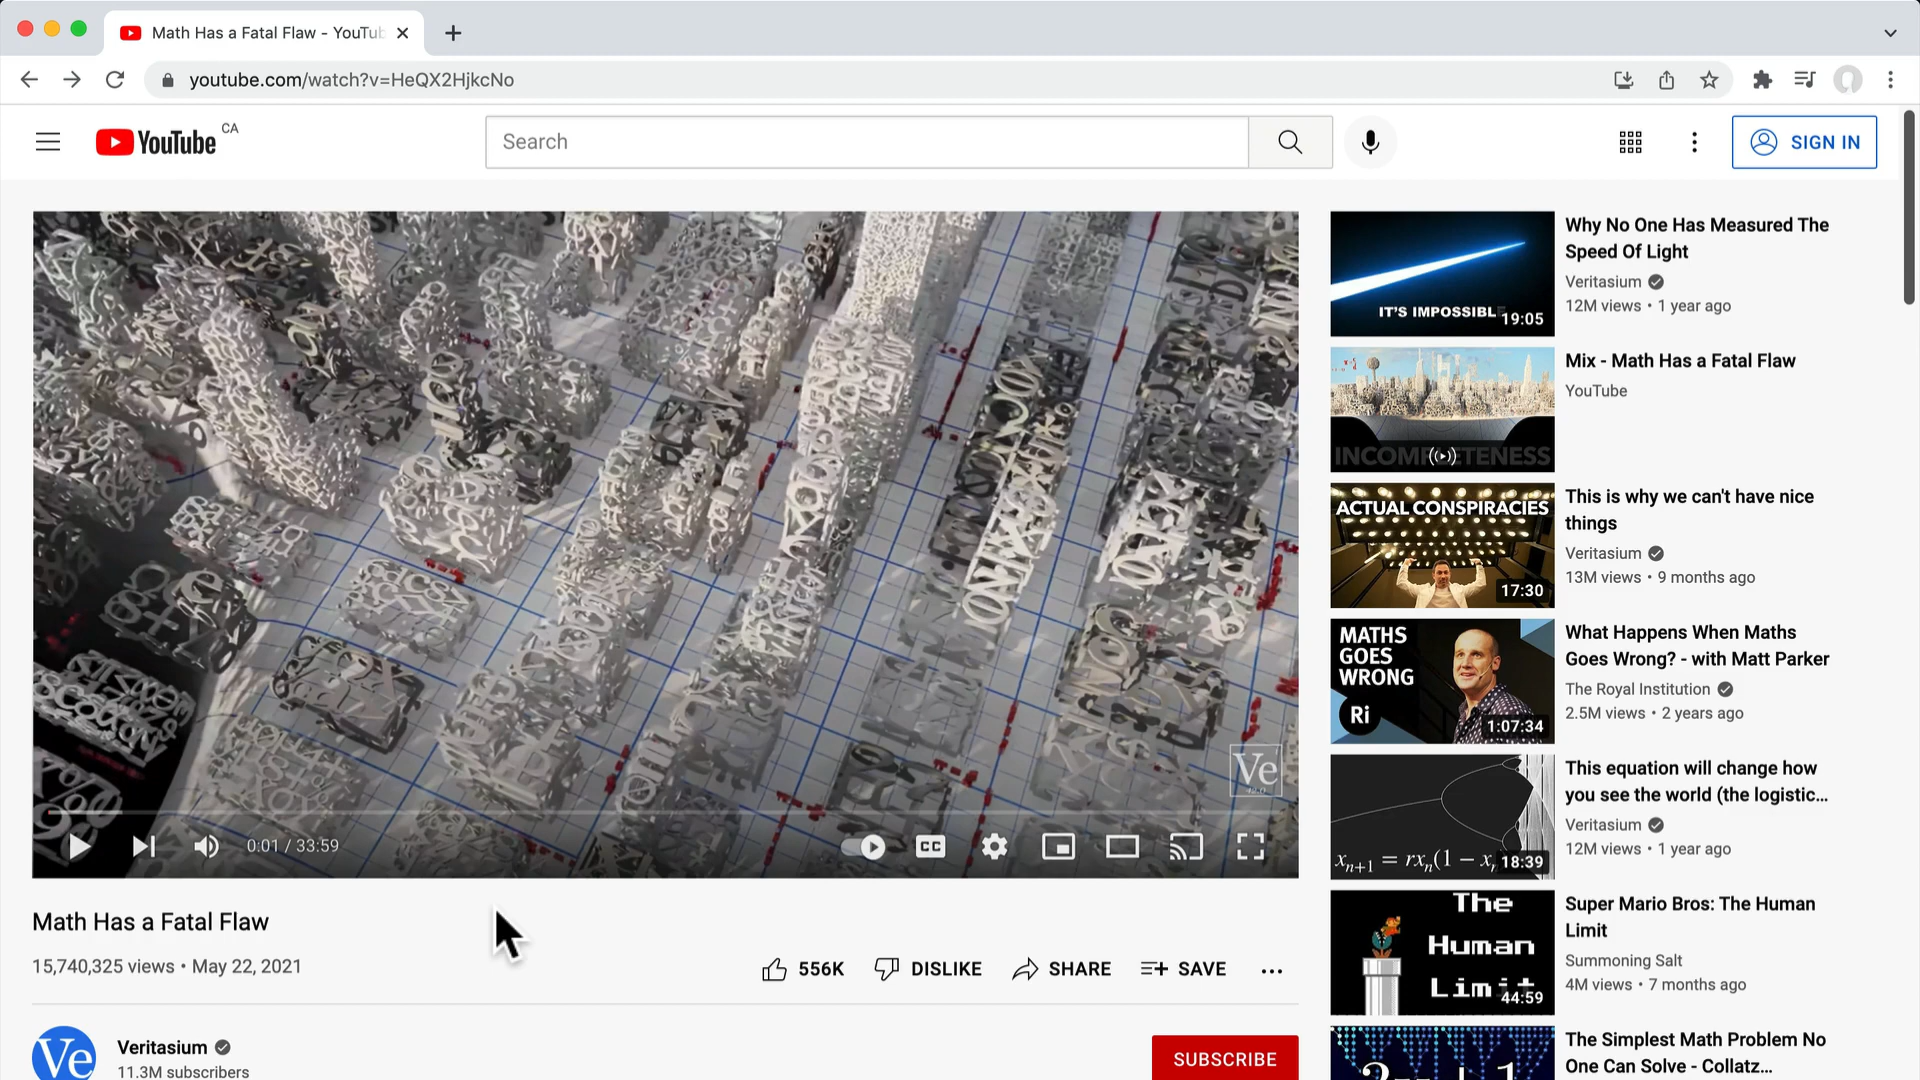 Math Has a Fatal Flaw - YouTub
youtube.com/watch?v=HeQX2HjkcNo
YouTube CA
Search
SIGN IN
Ve
0:01 / 33:59
CC
Math Has a Fatal Flaw
15,740,325 views • May 22, 2021
556K
DISLIKE
SHARE
SAVE
Ve
Veritasium
11.3M subscribers
SUBSCRIBE
IT'S IMPOSSIBL
19:05
Why No One Has Measured The
Speed Of Light
Veritasium
12M views • 1 year ago
INCOMPLETENESS
Mix - Math Has a Fatal Flaw
YouTube
ACTUAL CONSPIRACIES
17:30
This is why we can't have nice
things
Veritasium
13M views • 9 months ago
MATHS
GOES
WRONG
Ri
1:07:34
What Happens When Maths
Goes Wrong? - with Matt Parker
The Royal Institution
2.5M views • 2 years ago
18:39
This equation will change how
you see the world (the logistic...
Veritasium
12M views • 1 year ago
The
Human
Limit
44:59
Super Mario Bros: The Human
Limit
Summoning Salt
4M views • 7 months ago
The Simplest Math Problem No
One Can Solve - Collatz...